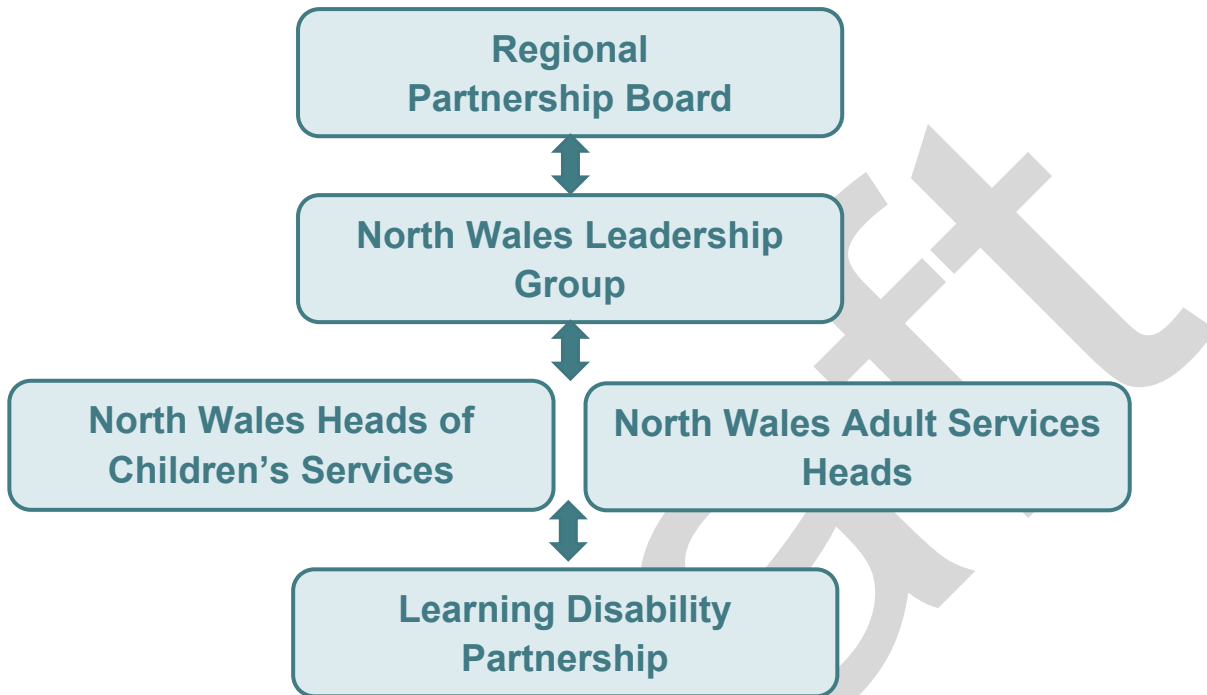 Regional
Partnership Board
North Wales Leadership
Group
North Wales Heads of
Children’s Services
North Wales Adult Services
Heads
Learning Disability
Partnership